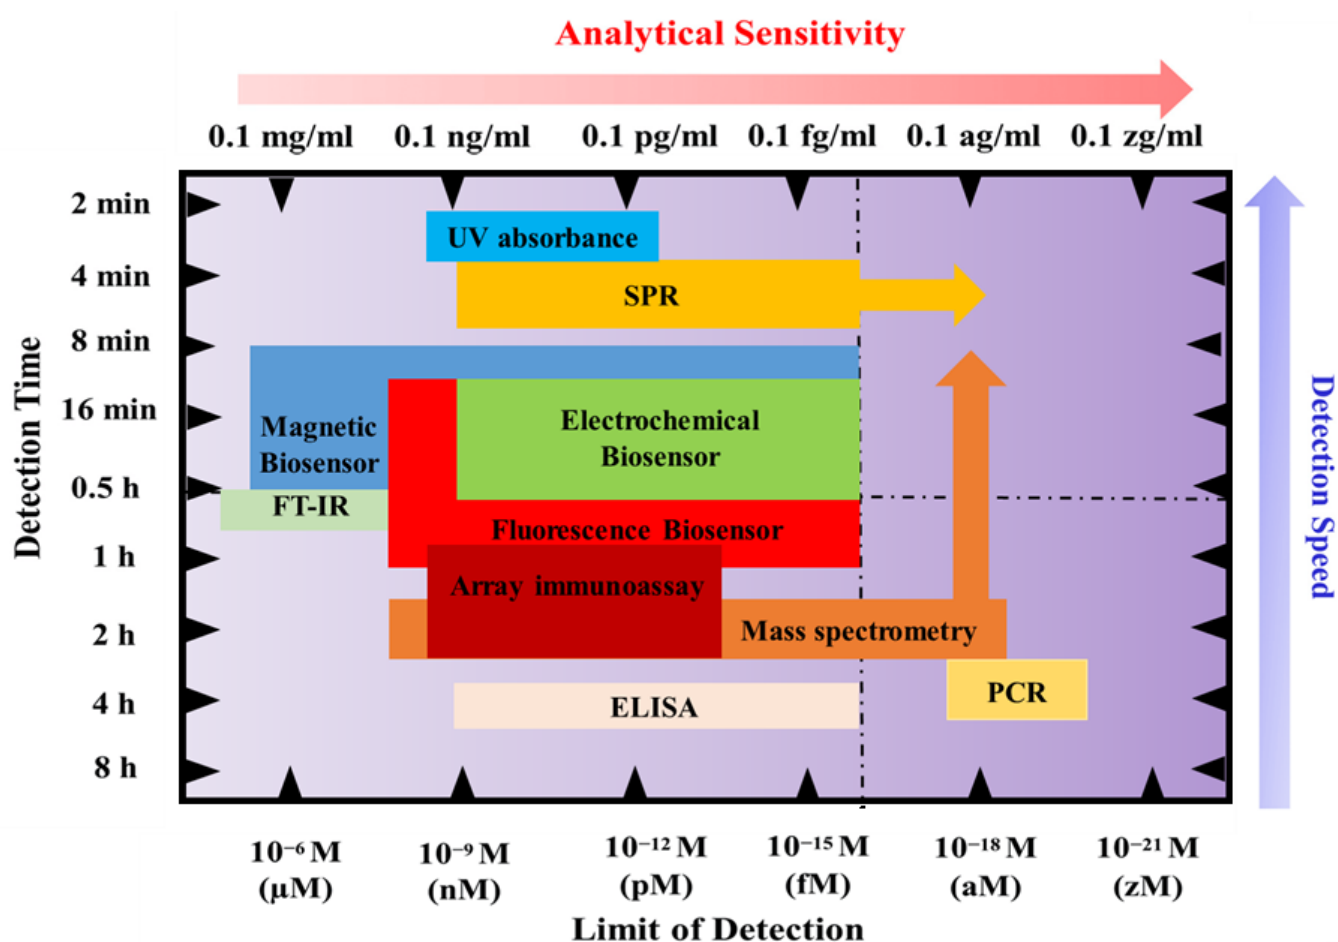 Analytical Sensitivity
0.1 mg/ml 0.1 ng/ml 0.1 pg/ml 0.1 fg/ml 0.1 ag/ml 0.1 zg/ml
Detection Time
2 min
4 min
8 min
16 min
0.5 h
1 h
2 h
4 h
8 h
UV absorbance
SPR
Magnetic
Biosensor
Electrochemical
Biosensor
FT-IR
Fluorescence Biosensor
Array immunoassay
Mass spectrometry
PCR
ELISA
Detection Speed
10⁻⁶ M 10⁻⁹ M 10⁻¹² M 10⁻¹⁵ M 10⁻¹⁸ M 10⁻²¹ M
(μM) (nM) (pM) (fM) (aM) (zM)
Limit of Detection